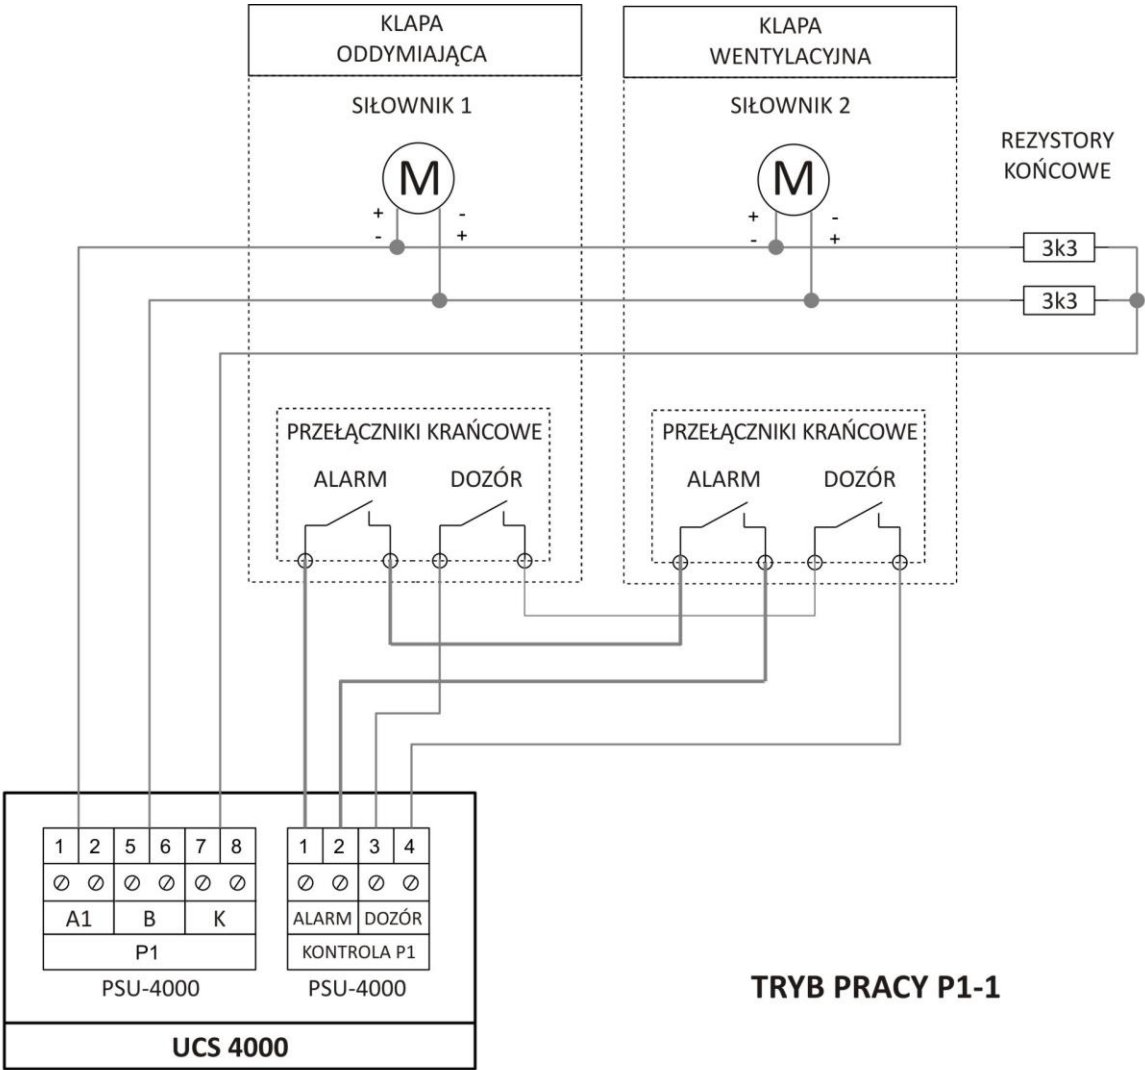 KLAPA
ODDYMIAJĄCA
KLAPA
WENTYLACYJNA
SIŁOWNIK 1
SIŁOWNIK 2
REZYSTORY
KOŃCOWE
M
M
+ -
- +
+ -
- +
3k3
3k3
PRZEŁĄCZNIKI KRAŃCOWE
PRZEŁĄCZNIKI KRAŃCOWE
ALARM DOZÓR
ALARM DOZÓR
1 2 5 6 7 8
A1 B K
P1
PSU-4000
1 2 3 4
ALARM DOZÓR
KONTROLA P1
PSU-4000
UCS 4000
TRYB PRACY P1-1